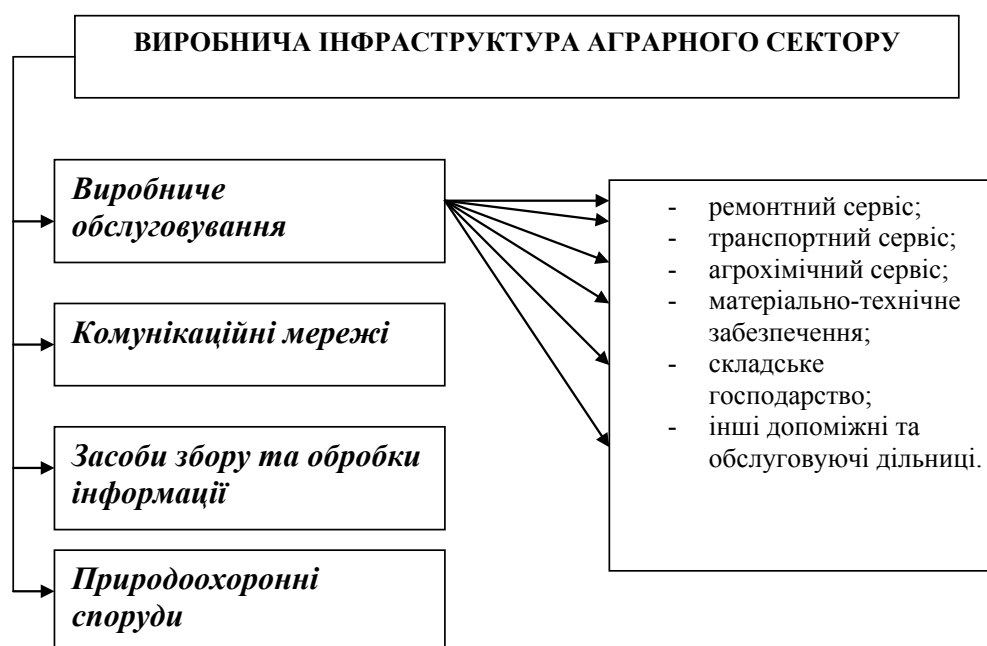 ВИРОБНИЧА ІНФРАСТРУКТУРА АГРАРНОГО СЕКТОРУ
Виробниче
обслуговування
Комунікаційні мережі
Засоби збору та обробки
інформації
Природоохоронні
споруди
- ремонтний сервіс;
- транспортний сервіс;
- агрохімічний сервіс;
- матеріально-технічне
забезпечення;
- складське
господарство;
- інші допоміжні та
обслуговуючі дільниці.